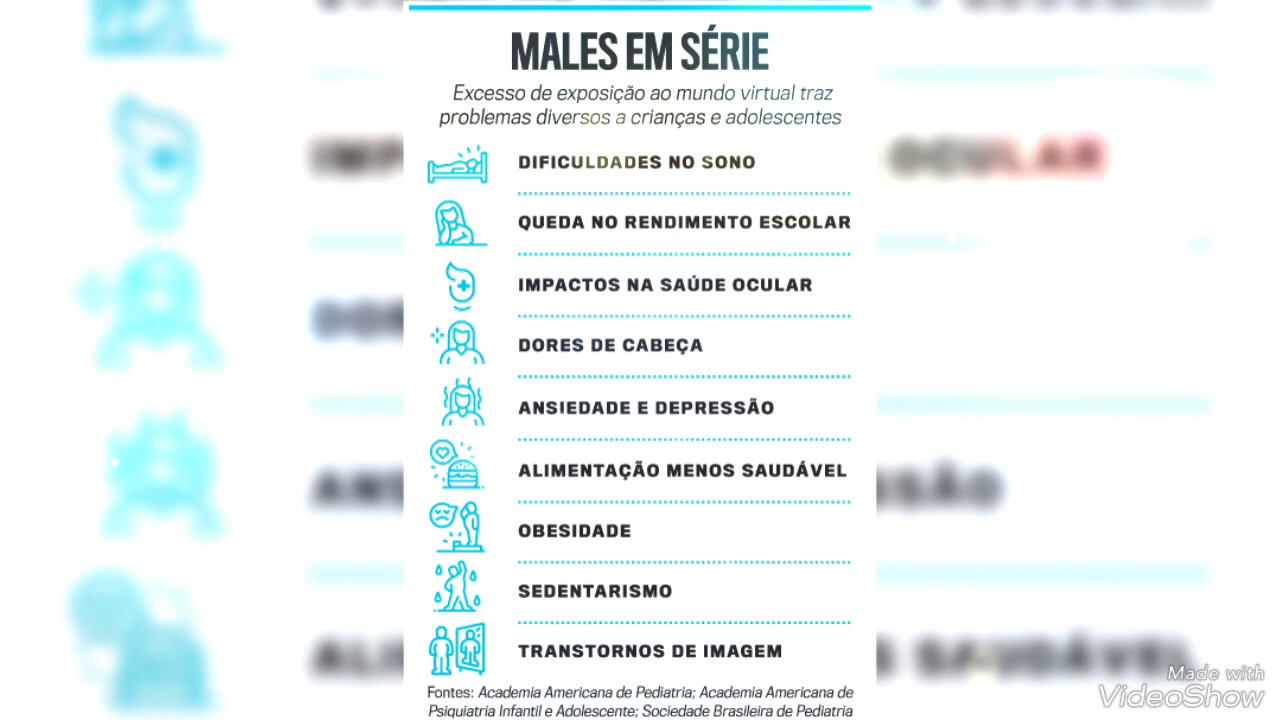 MALES EM SÉRIE
Excesso de exposição ao mundo virtual traz
problemas diversos a crianças e adolescentes
DIFICULDADES NO SONO
QUEDA NO RENDIMENTO ESCOLAR
IMPACTOS NA SAÚDE OCULAR
DORES DE CABEÇA
ANSIEDADE E DEPRESSÃO
ALIMENTAÇÃO MENOS SAUDÁVEL
OBESIDADE
SEDENTARISMO
TRANSTORNOS DE IMAGEM
Fontes: Academia Americana de Pediatria; Academia Americana de
Psiquiatria Infantil e Adolescente; Sociedade Brasileira de Pediatria
Made with
VideoShow